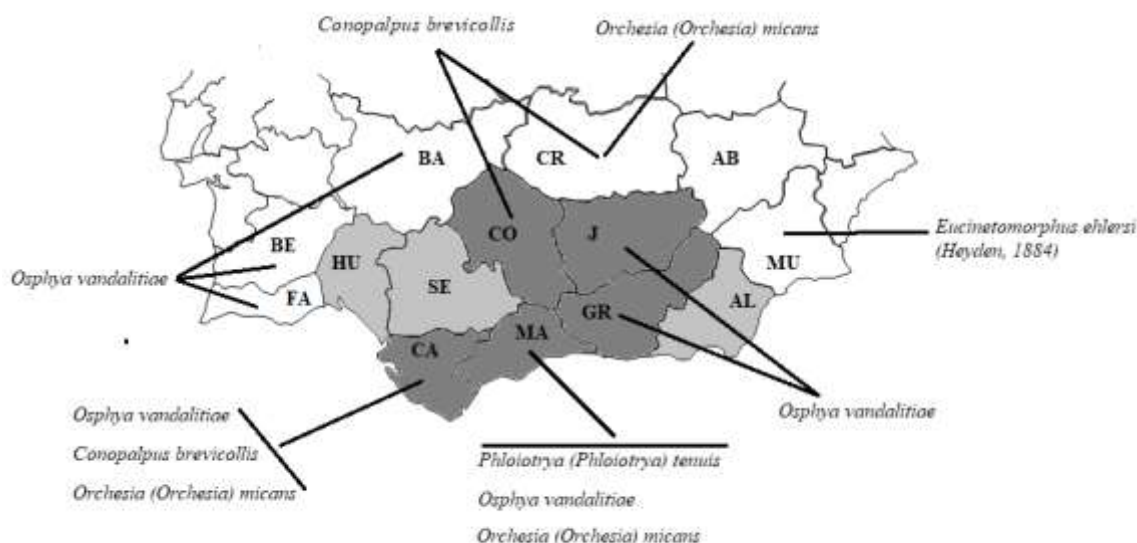 Conopalpus brevicollis
Orchesia (Orchesia) micans
BA
CR
AB
CO
J
Eucinetomorphus ehlersi
(Heyden, 1884)
BE
HU
MU
Osphya vandalitiae
SE
FA
AL
GR
MA
CA
Osphya vandalitiae
Osphya vandalitiae
Conopalpus brevicollis
Orchesia (Orchesia) micans
Phloiotrya (Phloiotrya) tenuis
Osphya vandalitiae
Orchesia (Orchesia) micans